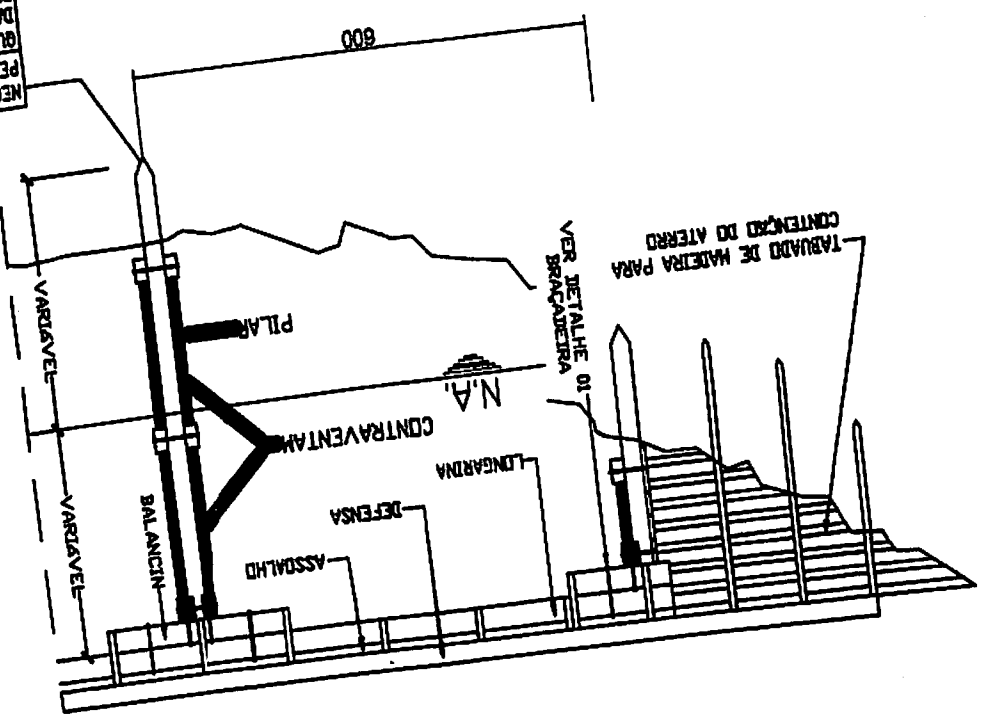 TABUADO DE MADEIRA PARA
CONTENÇÃO DO ATERRO
LONGARINA
DEFENSA
ASSOALHO
BALANCIN
VARIÁVEL
CONTRAVENTAM
N.A.
VER DETALHE 01
BRAÇADEIRA
PILAR
VARIÁVEL
600